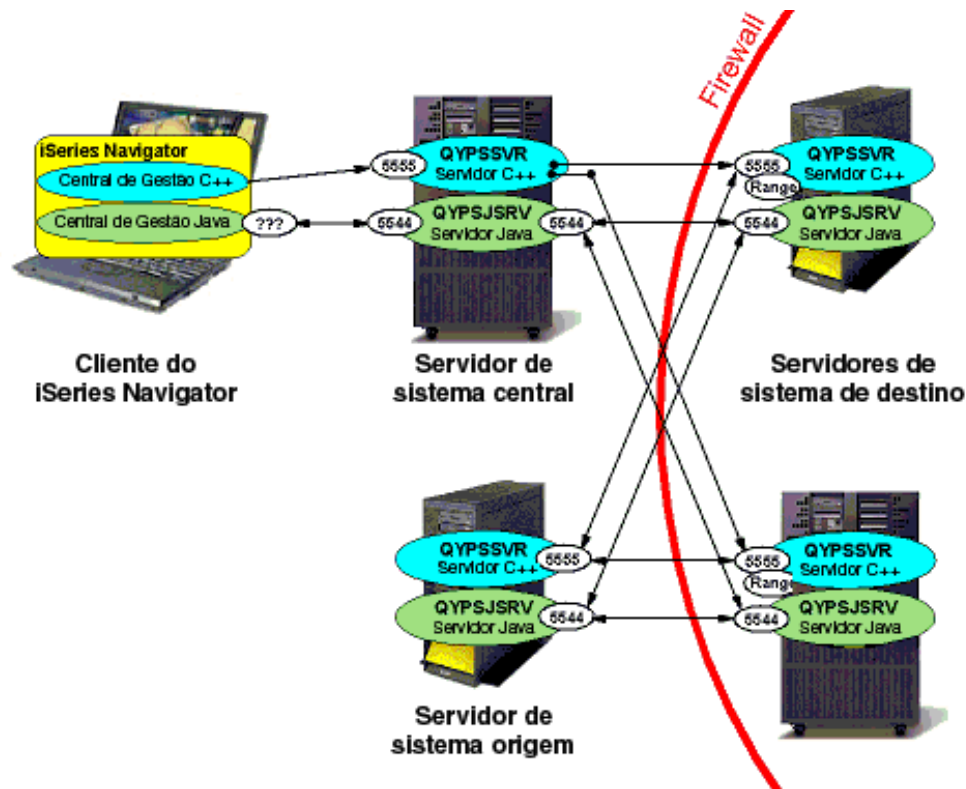 Firewall
iSeries Navigator
Central de Gestão C++
Central de Gestão Java
???
5555
QYPSSVR
Servidor C++
5544
QYPSJSRV
Servidor Java
5544
5555
Range
QYPSSVR
Servidor C++
5544
QYPSJSRV
Servidor Java
Cliente do
iSeries Navigator
Servidor de
sistema central
Servidores de
sistema de destino
QYPSSVR
Servidor C++
5555
QYPSJSRV
Servidor Java
5544
5555
Range
QYPSSVR
Servidor C++
5544
QYPSJSRV
Servidor Java
Servidor de
sistema origem